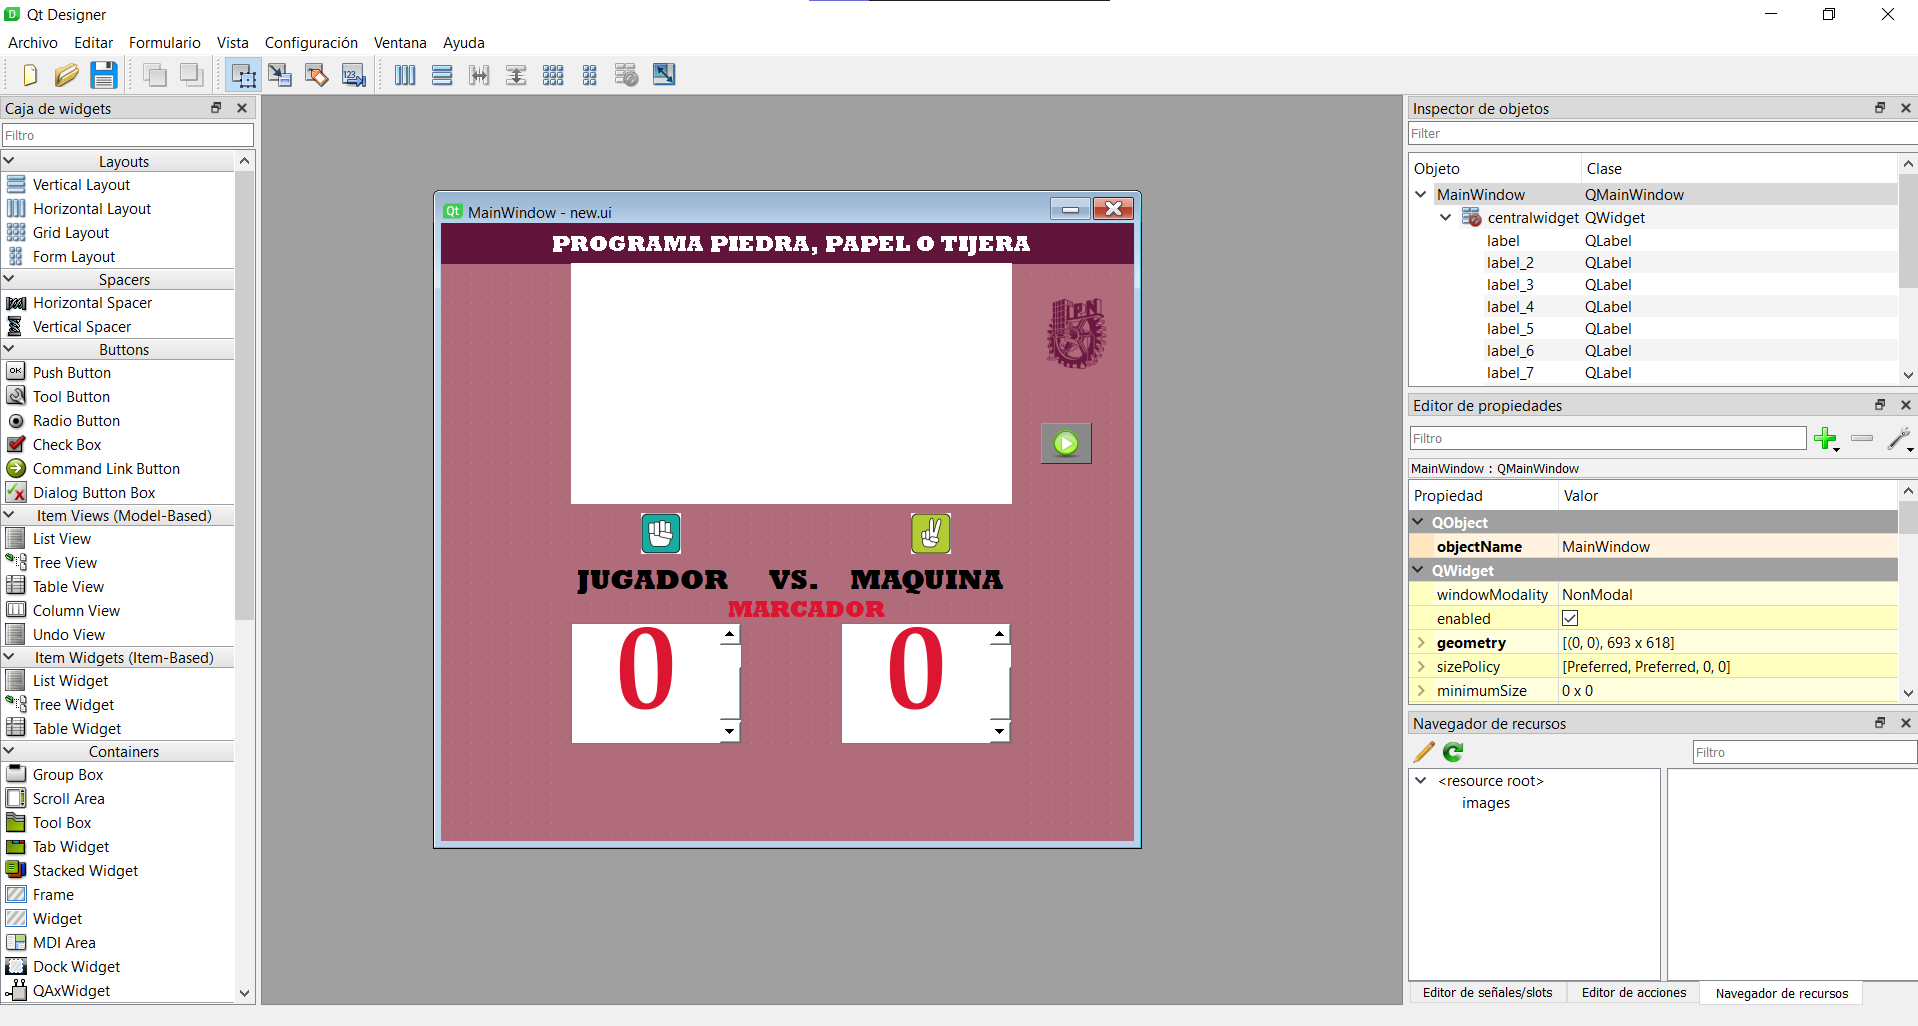 Qt Designer
Archivo Editar Formulario Vista Configuración Ventana Ayuda
Caja de widgets
Filtro
Layouts
Vertical Layout
Horizontal Layout
Grid Layout
Form Layout
Spacers
Horizontal Spacer
Vertical Spacer
Buttons
Push Button
Tool Button
Radio Button
Check Box
Command Link Button
Dialog Button Box
Item Views (Model-Based)
List View
Tree View
Table View
Column View
Undo View
Item Widgets (Item-Based)
List Widget
Tree Widget
Table Widget
Containers
Group Box
Scroll Area
Tool Box
Tab Widget
Stacked Widget
Frame
Widget
MDI Area
Dock Widget
QAxWidget
Qt MainWindow - new.ui
PROGRAMA PIEDRA, PAPEL O TIJERA
IPN
JUGADOR VS. MAQUINA
MARCADOR
0 0
Inspector de objetos
Filter
Objeto Clase
MainWindow QMainWindow
centralwidget QWidget
label QLabel
label_2 QLabel
label_3 QLabel
label_4 QLabel
label_5 QLabel
label_6 QLabel
label_7 QLabel
Editor de propiedades
Filtro
MainWindow : QMainWindow
Propiedad Valor
QObject
objectName MainWindow
QWidget
windowModality NonModal
enabled
geometry [(0, 0), 693 x 618]
sizePolicy [Preferred, Preferred, 0, 0]
minimumSize 0 x 0
Navegador de recursos
Filtro
<resource root>
images
Editor de señales/slots Editor de acciones Navegador de recursos